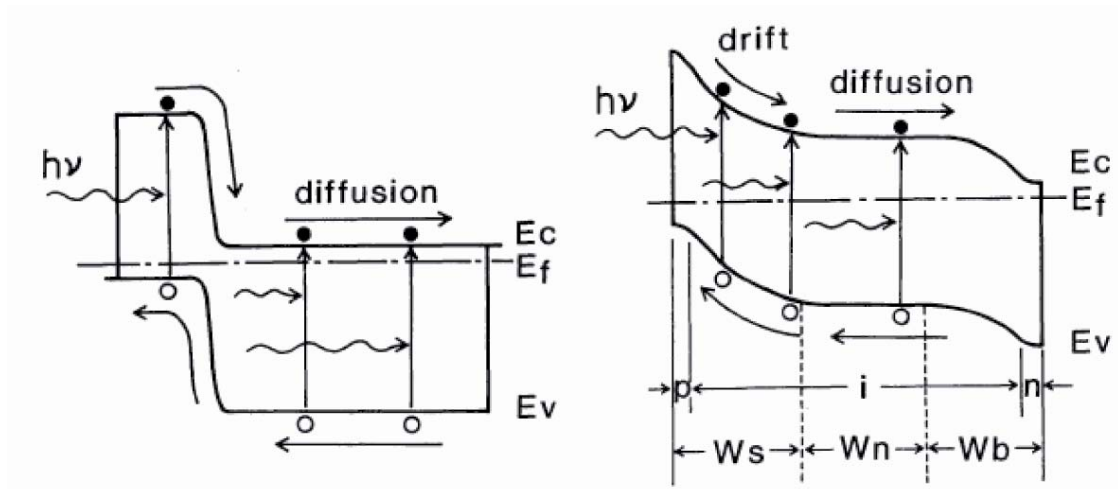 hν
diffusion
Ec
Ef
Ev
drift
hν
diffusion
Ec
Ef
Ev
p
i
n
Ws
Wn
Wb